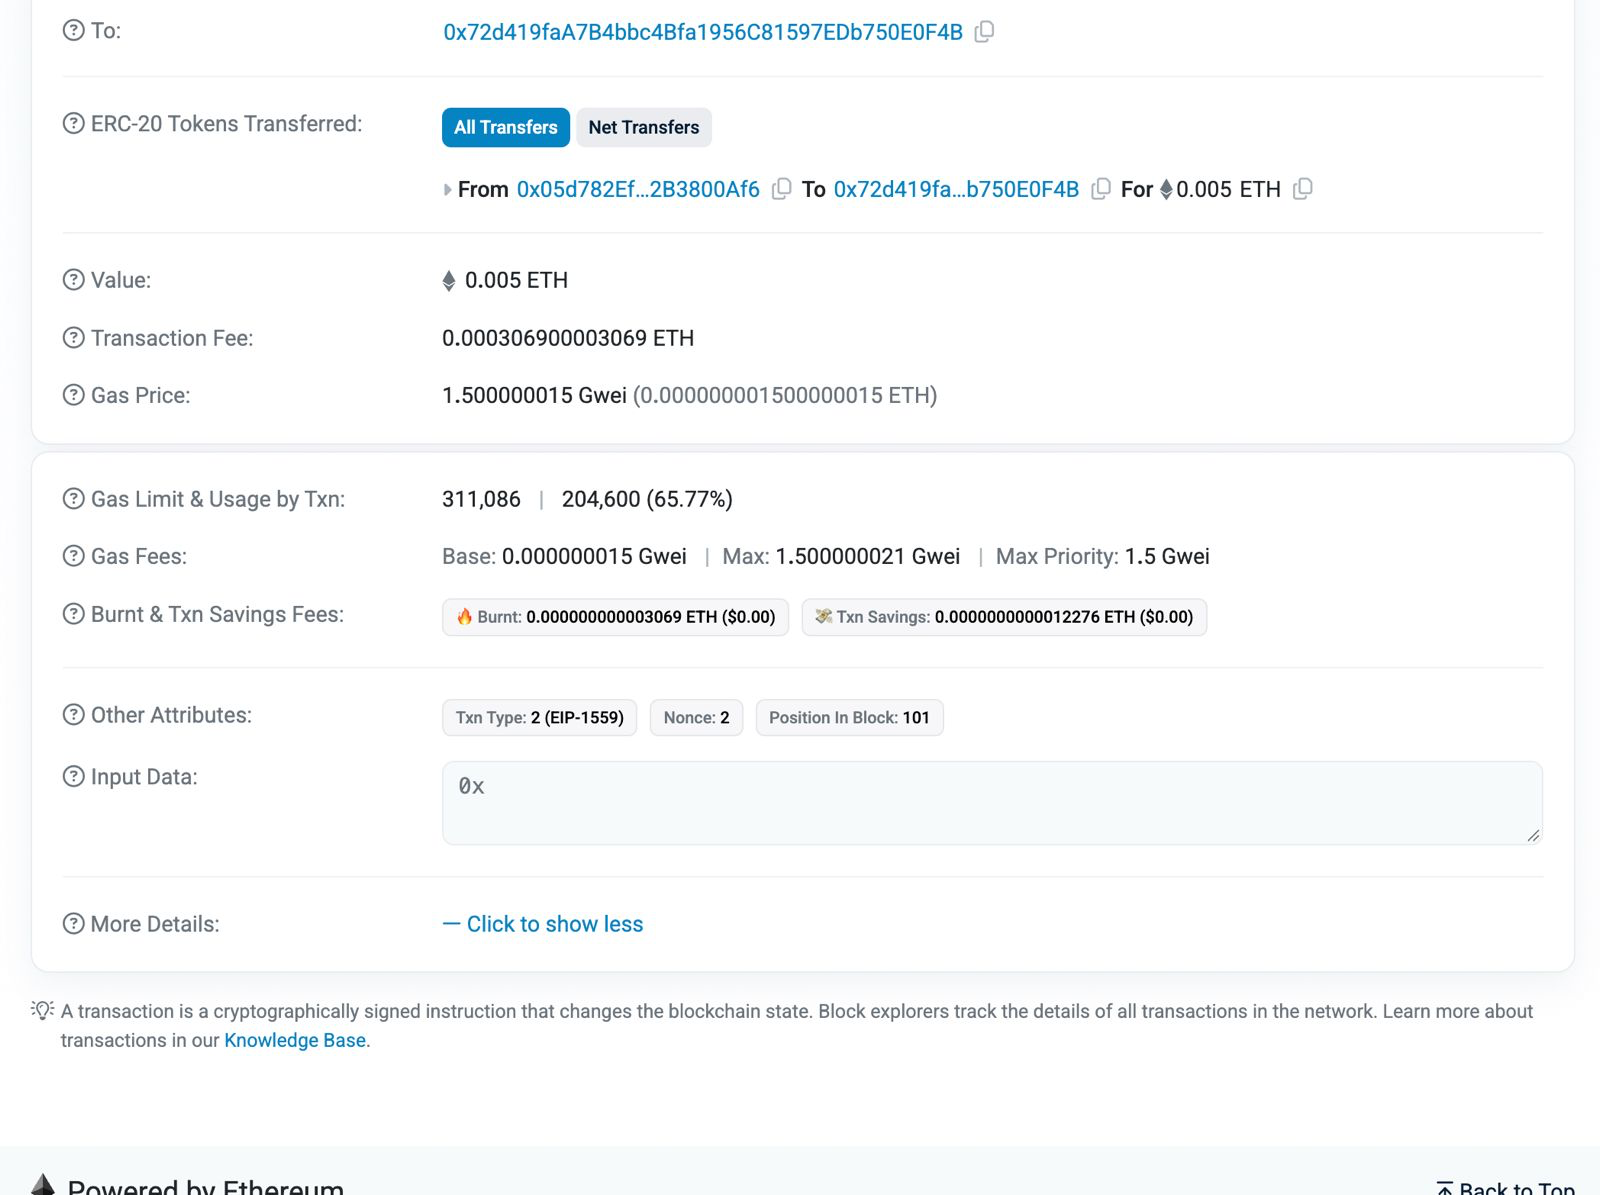 To:
0x72d419faA7B4bbc4Bfa1956C81597EDb750E0F4B
ERC-20 Tokens Transferred:
All Transfers Net Transfers
From 0x05d782Ef...2B3800Af6 To 0x72d419fa...b750E0F4B For 0.005 ETH
Value:
0.005 ETH
Transaction Fee:
0.000306900003069 ETH
Gas Price:
1.500000015 Gwei (0.000000001500000015 ETH)
Gas Limit & Usage by Txn:
311,086 | 204,600 (65.77%)
Gas Fees:
Base: 0.000000015 Gwei | Max: 1.500000021 Gwei | Max Priority: 1.5 Gwei
Burnt & Txn Savings Fees:
Burnt: 0.000000000003069 ETH ($0.00) Txn Savings: 0.0000000000012276 ETH ($0.00)
Other Attributes:
Txn Type: 2 (EIP-1559) Nonce: 2 Position In Block: 101
Input Data:
0x
More Details:
— Click to show less
A transaction is a cryptographically signed instruction that changes the blockchain state. Block explorers track the details of all transactions in the network. Learn more about
transactions in our Knowledge Base.
Powered by Ethereum
Back to Top